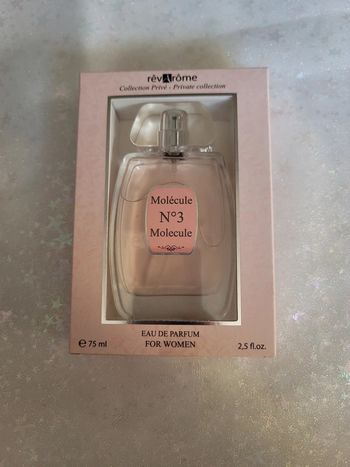 rêvArôme
Collection Privé - Private collection
Molécule
N°3
Molecule
EAU DE PARFUM
FOR WOMEN
℮ 75 ml
2,5 fl.oz.